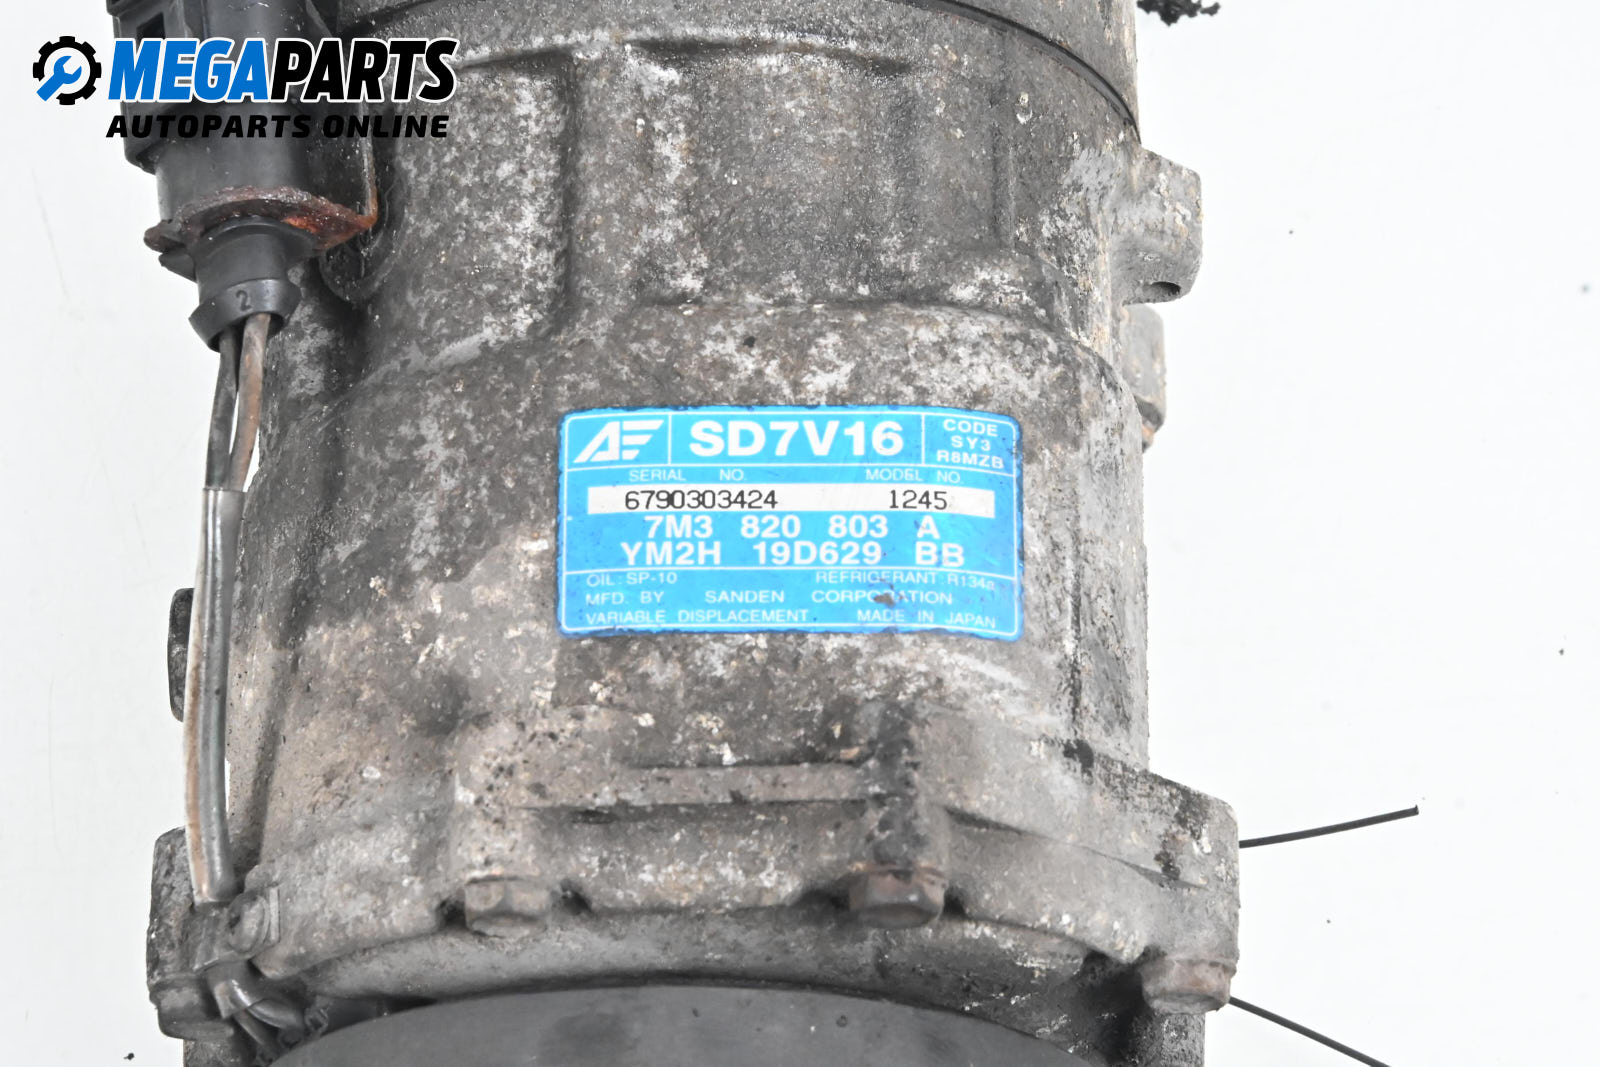 MEGAPARTS
AUTOPARTS ONLINE
2
SD7V16
CODE
SY3
R8MZB
SERIAL NO. MODEL NO.
6790303424 1245
7M3 820 803 A
YM2H 19D629 BB
OIL: SP-10 REFRIGERANT: R134a
MFD. BY SANDEN CORPORATION
VARIABLE DISPLACEMENT MADE IN JAPAN